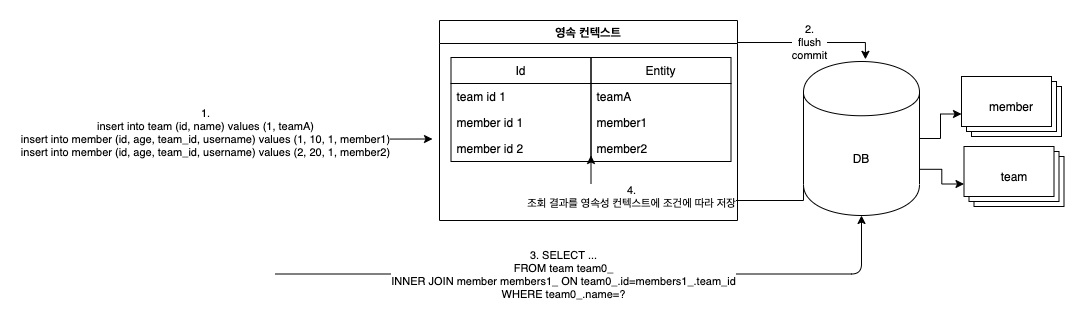 1.
insert into team (id, name) values (1, teamA)
insert into member (id, age, team_id, username) values (1, 10, 1, member1)
insert into member (id, age, team_id, username) values (2, 20, 1, member2)
영속 컨텍스트
Id
Entity
team id 1
teamA
member id 1
member1
member id 2
member2
2.
flush
commit
DB
member
team
4.
조회 결과를 영속성 컨텍스트에 조건에 따라 저장
3. SELECT ...
FROM team team0_
INNER JOIN member members1_ ON team0_.id=members1_.team_id
WHERE team0_.name=?